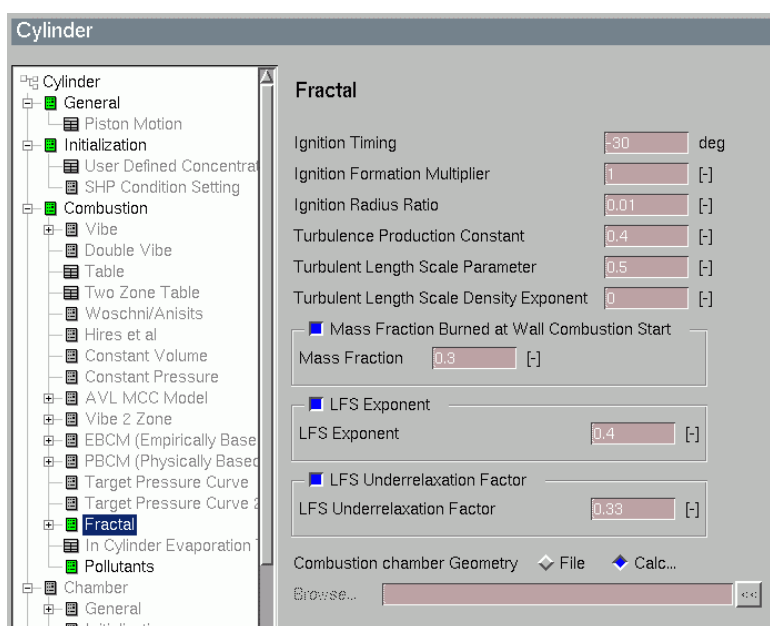 Cylinder
Cylinder
General
Piston Motion
Initialization
User Defined Concentrat
SHP Condition Setting
Combustion
Vibe
Double Vibe
Table
Two Zone Table
Woschni/Anisits
Hires et al
Constant Volume
Constant Pressure
AVL MCC Model
Vibe 2 Zone
EBCM (Empirically Base
PBCM (Physically Based
Target Pressure Curve
Target Pressure Curve 2
Fractal
In Cylinder Evaporation
Pollutants
Chamber
General
Fractal
Ignition Timing -30 deg
Ignition Formation Multiplier 1 [-]
Ignition Radius Ratio 0.01 [-]
Turbulence Production Constant 0.4 [-]
Turbulent Length Scale Parameter 0.5 [-]
Turbulent Length Scale Density Exponent 0 [-]
Mass Fraction Burned at Wall Combustion Start
Mass Fraction 0.3 [-]
LFS Exponent
LFS Exponent 0.4 [-]
LFS Underrelaxation Factor
LFS Underrelaxation Factor 0.33 [-]
Combustion chamber Geometry File Calc...
Browse... <<